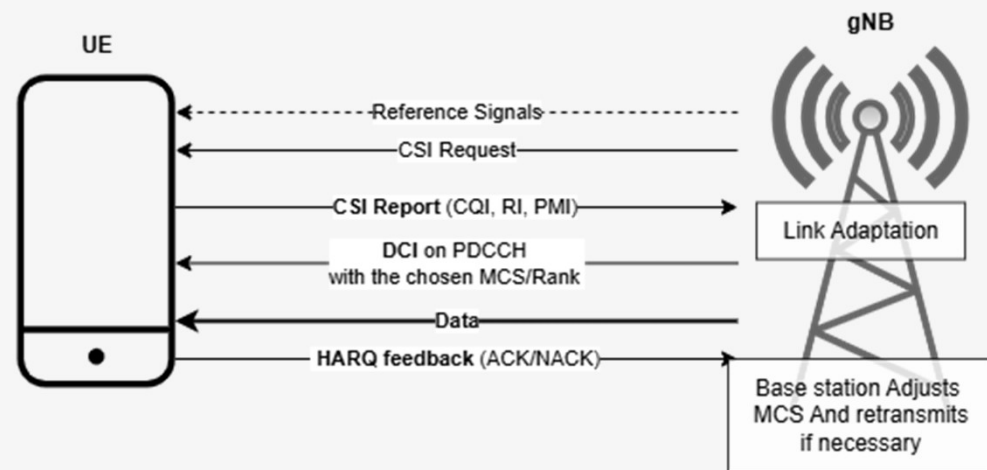 UE
gNB
Reference Signals
CSI Request
CSI Report (CQI, RI, PMI)
Link Adaptation
DCI on PDCCH
with the chosen MCS/Rank
Data
HARQ feedback (ACK/NACK)
Base station Adjusts
MCS And retransmits
if necessary